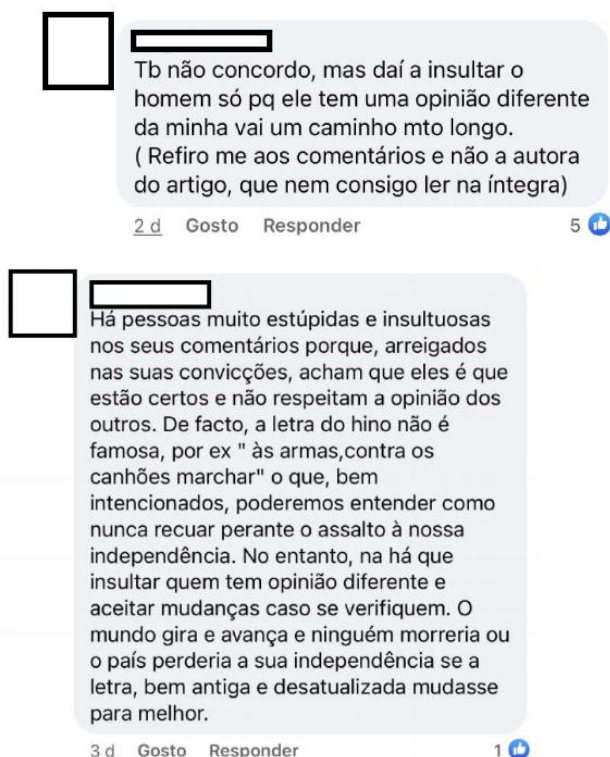 Tb não concordo, mas daí a insultar o
homem só pq ele tem uma opinião diferente
da minha vai um caminho mto longo.
( Refiro me aos comentários e não a autora
do artigo, que nem consigo ler na íntegra)
2 d Gosto Responder 5
Há pessoas muito estúpidas e insultuosas
nos seus comentários porque, arreigados
nas suas convicções, acham que eles é que
estão certos e não respeitam a opinião dos
outros. De facto, a letra do hino não é
famosa, por ex " às armas,contra os
canhões marchar" o que, bem
intencionados, poderemos entender como
nunca recuar perante o assalto à nossa
independência. No entanto, na há que
insultar quem tem opinião diferente e
aceitar mudanças caso se verifiquem. O
mundo gira e avança e ninguém morreria ou
o país perderia a sua independência se a
letra, bem antiga e desatualizada mudasse
para melhor.
3 d Gosto Responder 1